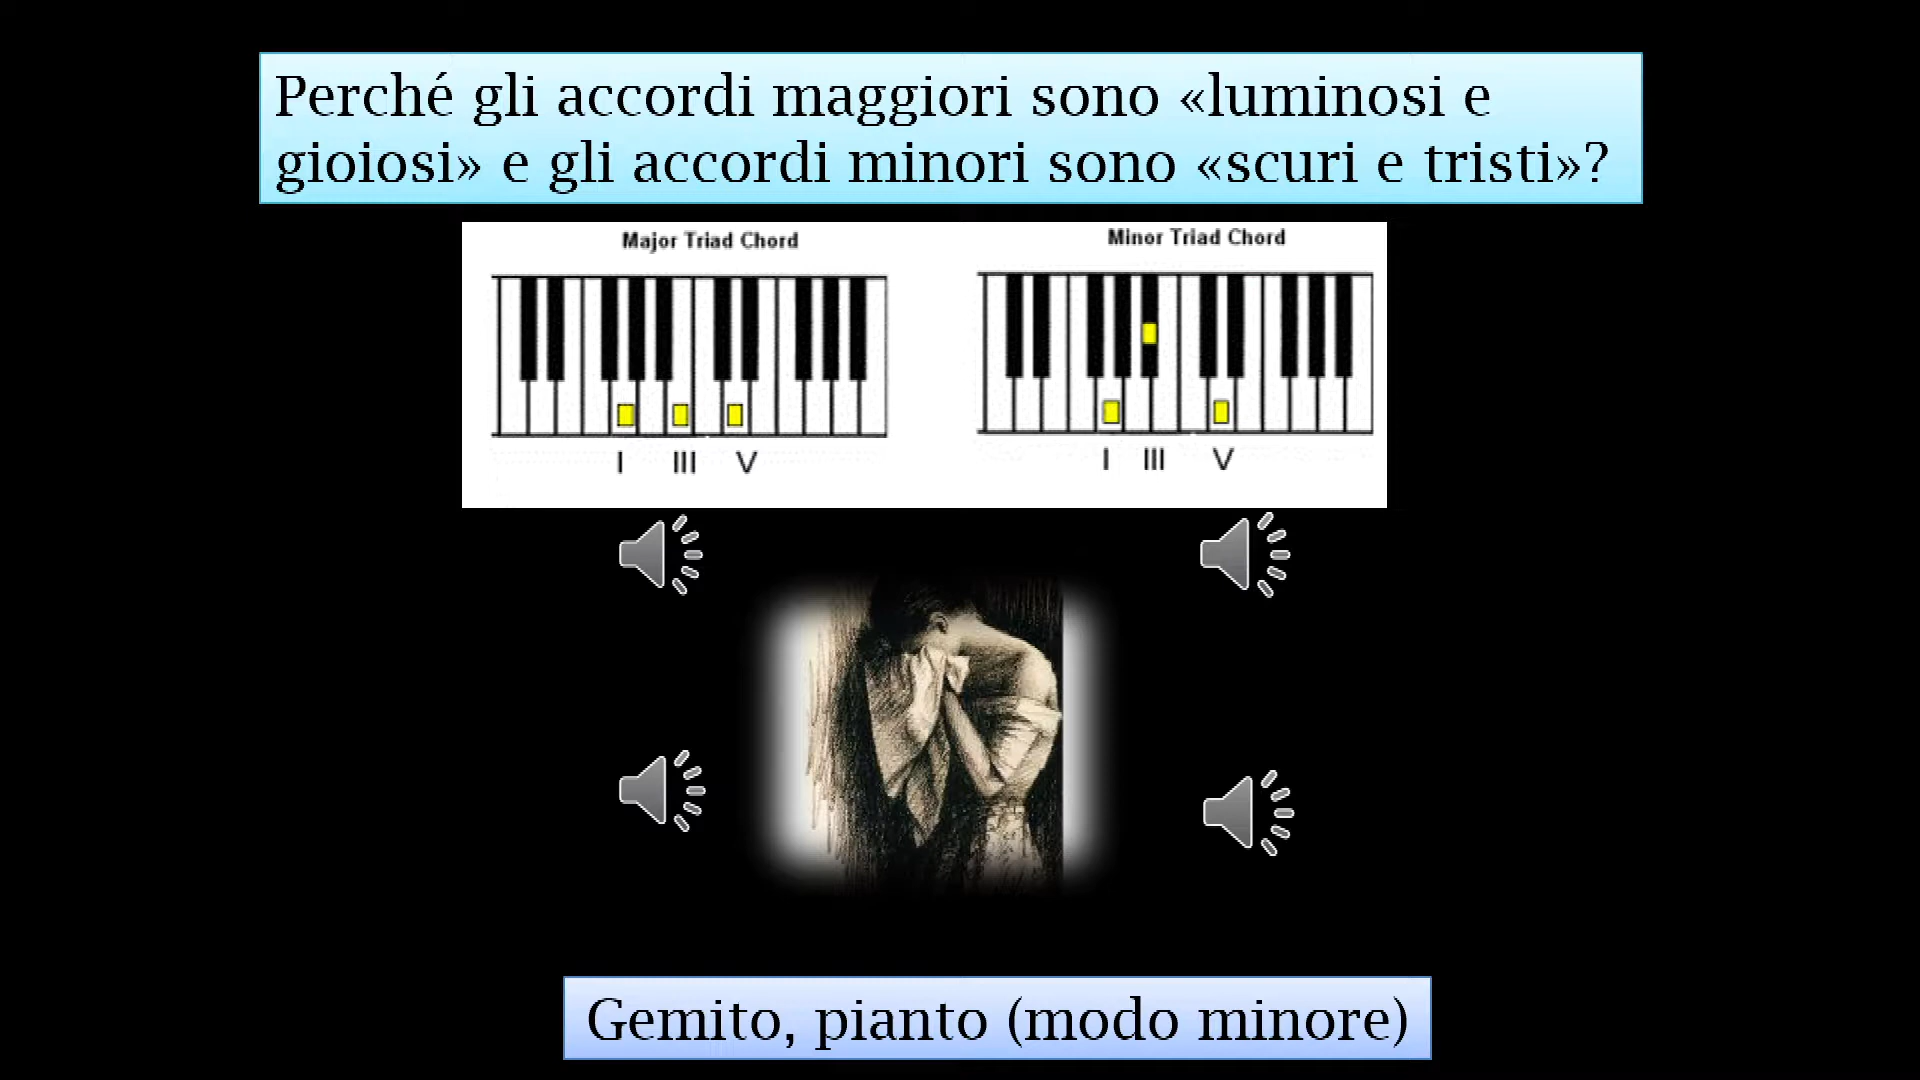 Perché gli accordi maggiori sono «luminosi e
gioiosi» e gli accordi minori sono «scuri e tristi»?
Major Triad Chord
Minor Triad Chord
I III V
I III V
Gemito, pianto (modo minore)